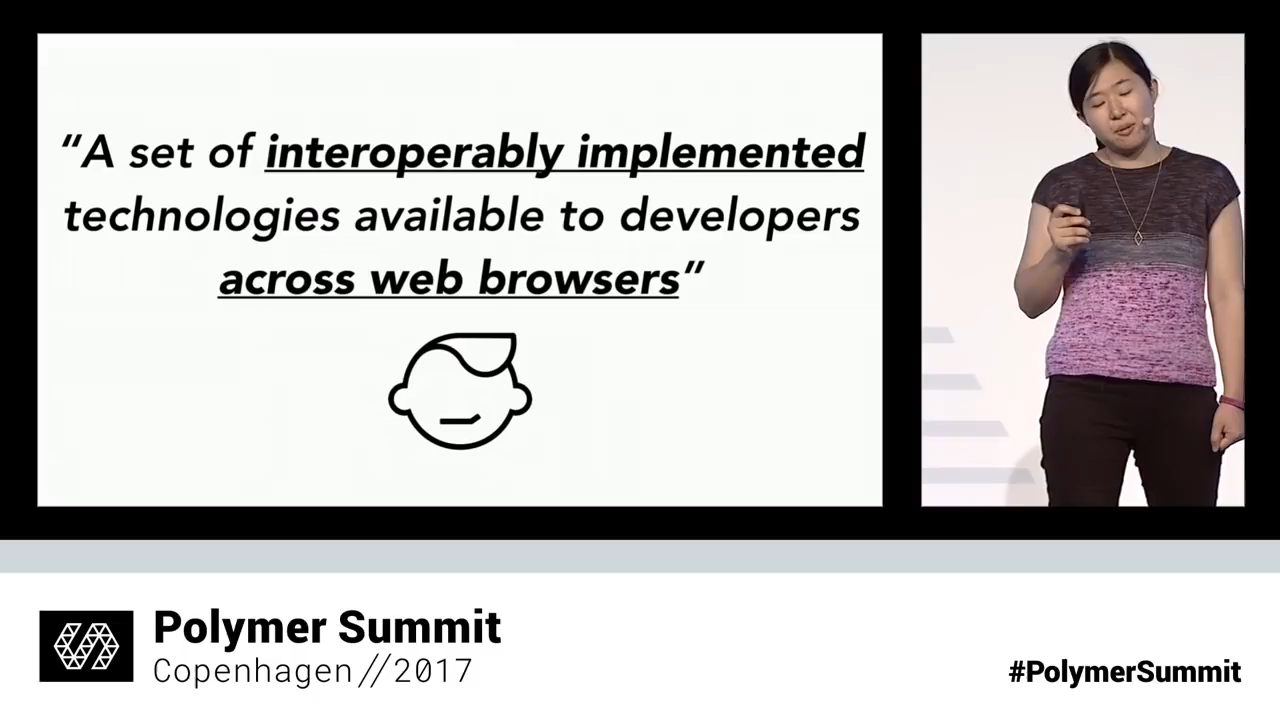 “A set of interoperably implemented
technologies available to developers
across web browsers”
Polymer Summit
Copenhagen//2017
#PolymerSummit